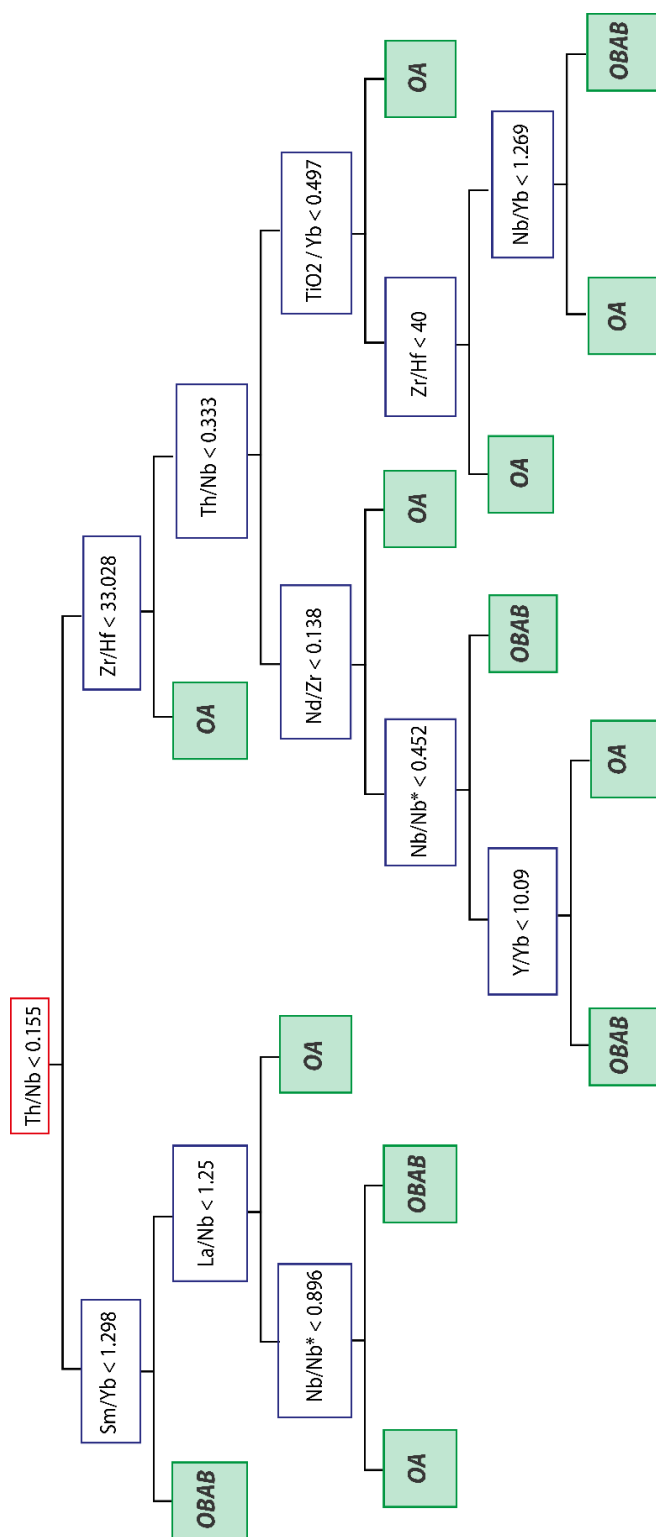 Th/Nb < 0.155
Sm/Yb < 1.298
Zr/Hf < 33.028
OBAB
La/Nb < 1.25
OA
Th/Nb < 0.333
Nb/Nb* < 0.896
OA
Nd/Zr < 0.138
TiO2 / Yb < 0.497
OA
OBAB
Nb/Nb* < 0.452
OA
Zr/Hf < 40
OA
Y/Yb < 10.09
OBAB
OA
Nb/Yb < 1.269
OBAB
OA
OA
OBAB